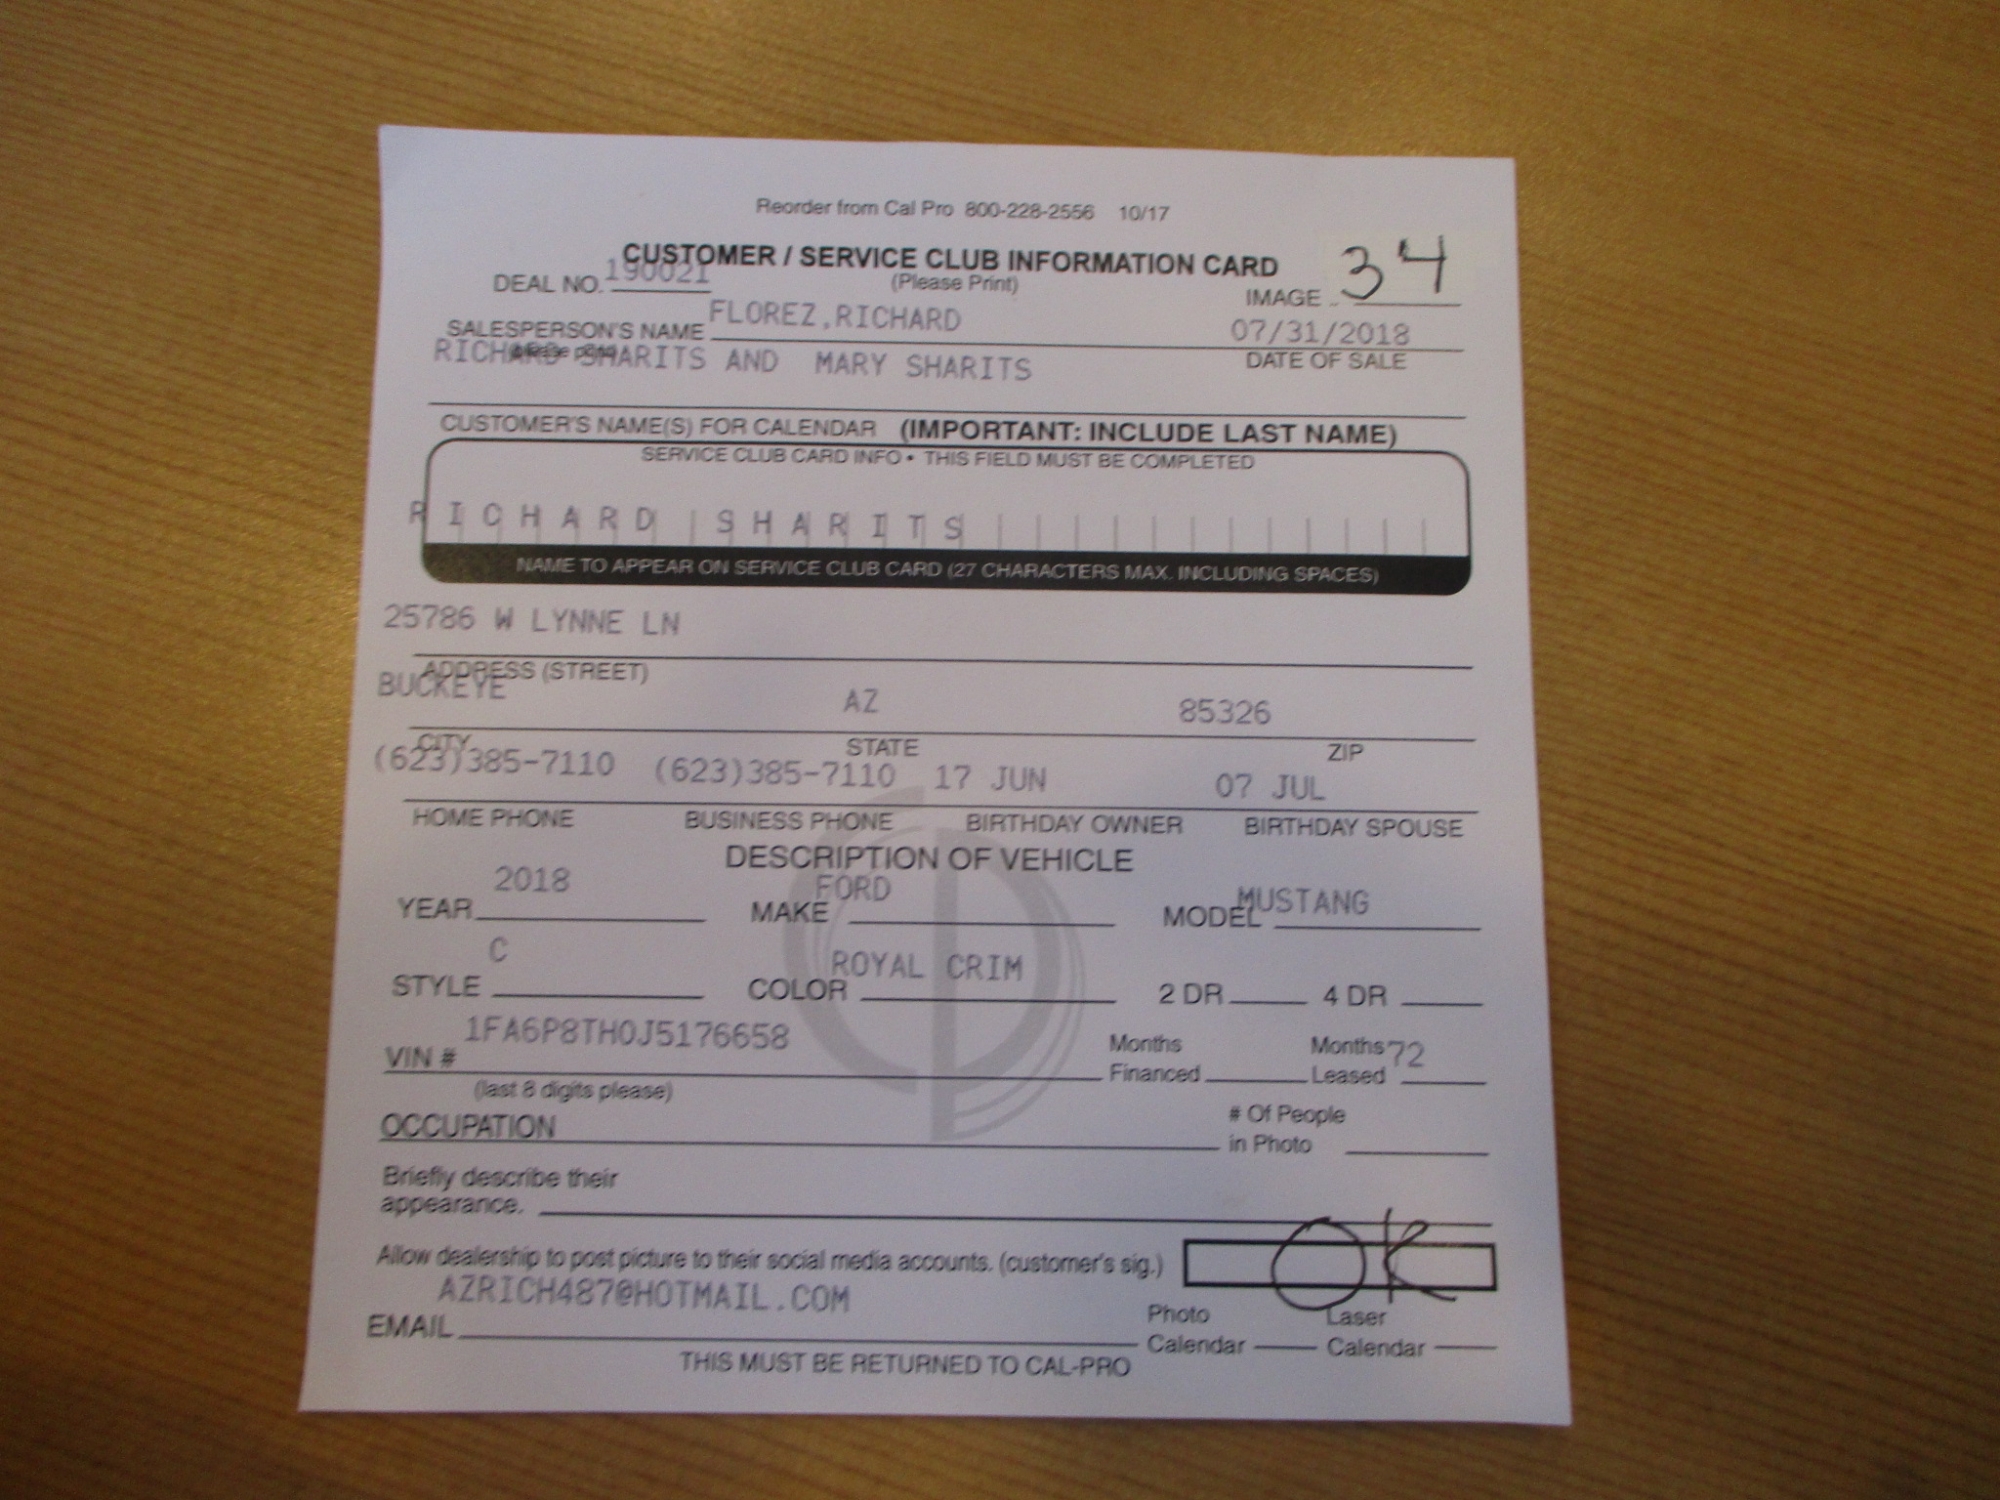 Reorder from Cal Pro 800-228-2556 10/17
CUSTOMER / SERVICE CLUB INFORMATION CARD
DEAL NO. 190021 (Please Print) IMAGE 34
SALESPERSON'S NAME FLOREZ,RICHARD 07/31/2018
(please print) DATE OF SALE
RICHARD SHARITS AND MARY SHARITS
CUSTOMER'S NAME(S) FOR CALENDAR (IMPORTANT: INCLUDE LAST NAME)
SERVICE CLUB CARD INFO • THIS FIELD MUST BE COMPLETED
RICHARD SHARITS
NAME TO APPEAR ON SERVICE CLUB CARD (27 CHARACTERS MAX. INCLUDING SPACES)
25786 W LYNNE LN
ADDRESS (STREET)
BUCKEYE AZ 85326
CITY STATE ZIP
(623)385-7110 (623)385-7110 17 JUN 07 JUL
HOME PHONE BUSINESS PHONE BIRTHDAY OWNER BIRTHDAY SPOUSE
DESCRIPTION OF VEHICLE
YEAR 2018 MAKE FORD MODEL MUSTANG
STYLE C COLOR ROYAL CRIM 2 DR 4 DR
VIN # 1FA6P8TH0J5176658 Months Financed Months Leased 72
(last 8 digits please)
OCCUPATION # Of People in Photo
Briefly describe their
appearance.
Allow dealership to post picture to their social media accounts. (customer's sig.) OK
AZRICH487@HOTMAIL.COM
EMAIL Photo Calendar Laser Calendar
THIS MUST BE RETURNED TO CAL-PRO